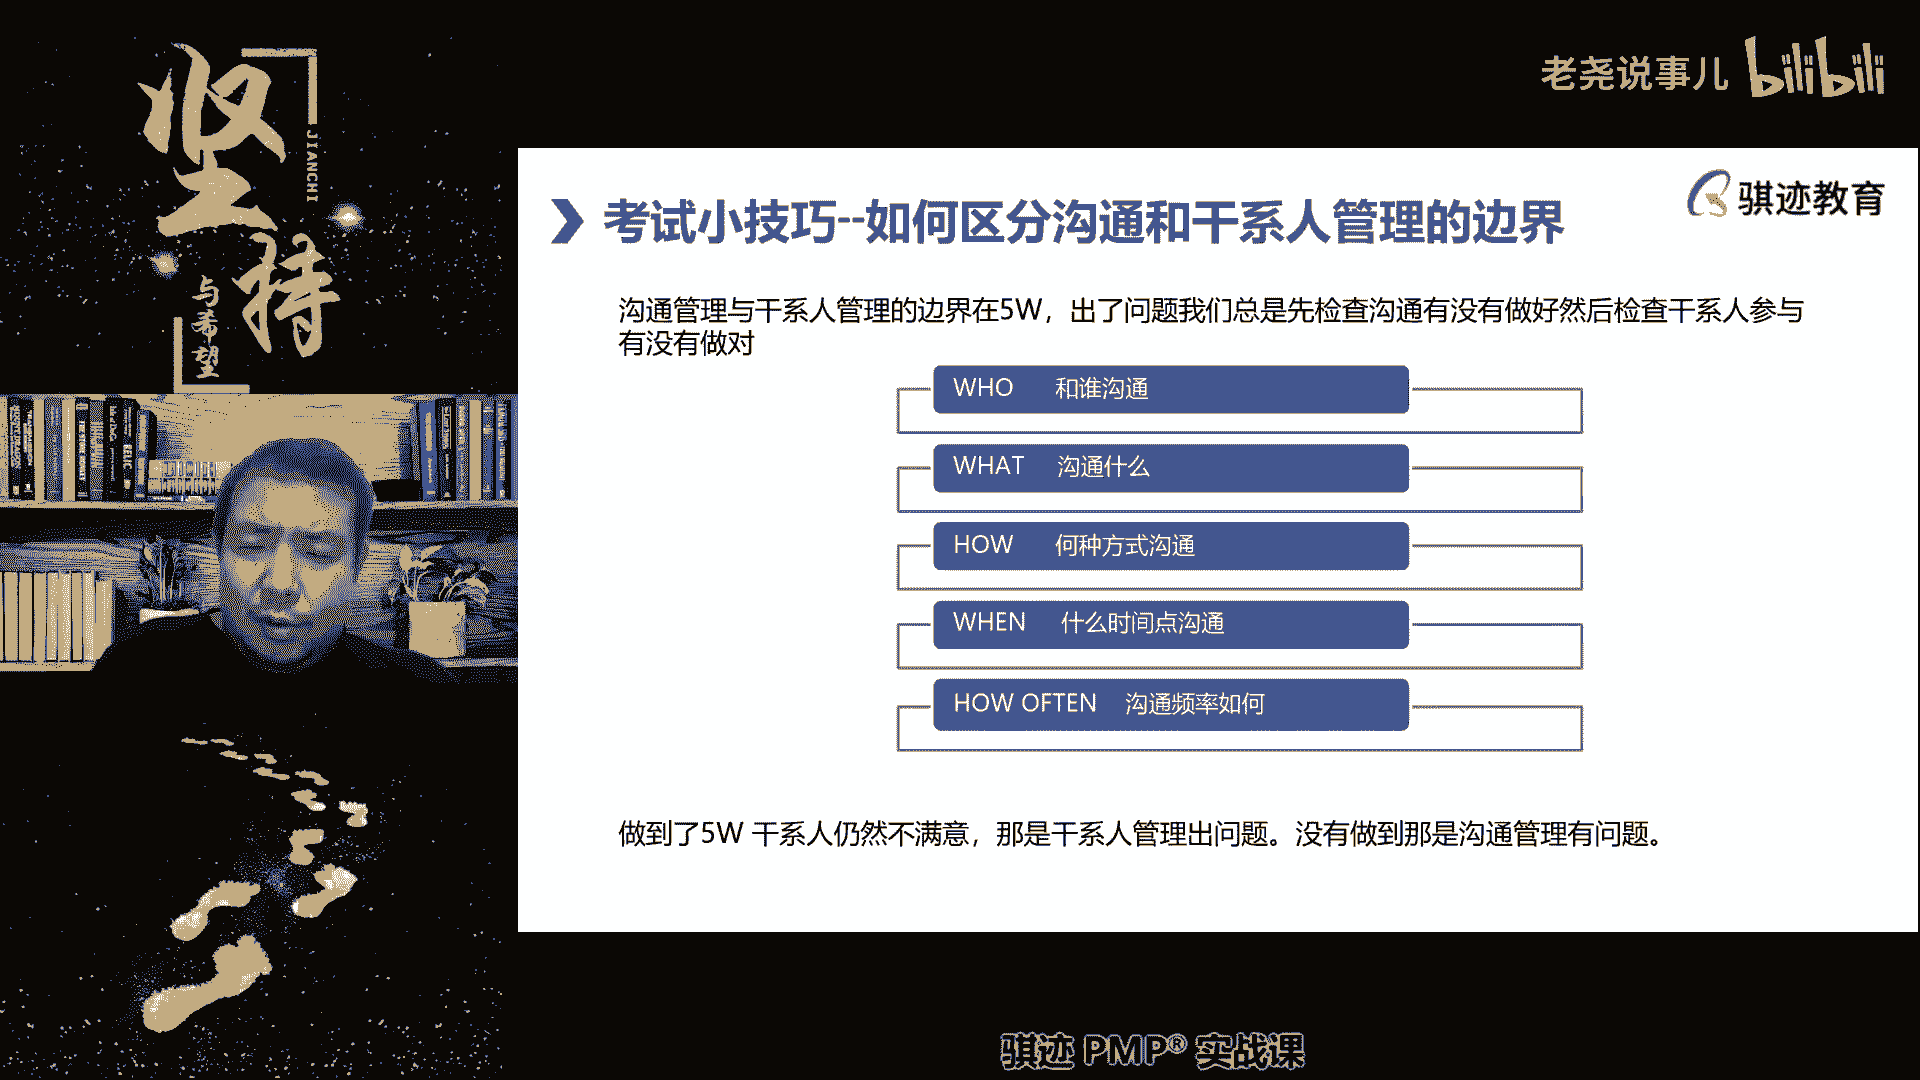 坚持
JIANCHI
与希望
老尧说事儿 bilibili
骐迹教育
考试小技巧--如何区分沟通和干系人管理的边界
沟通管理与干系人管理的边界在5W，出了问题我们总是先检查沟通有没有做好然后检查干系人参与
有没有做对
WHO 和谁沟通
WHAT 沟通什么
HOW 何种方式沟通
WHEN 什么时间点沟通
HOW OFTEN 沟通频率如何
做到了5W 干系人仍然不满意，那是干系人管理出问题。没有做到那是沟通管理有问题。
骐迹 PMP® 实战课